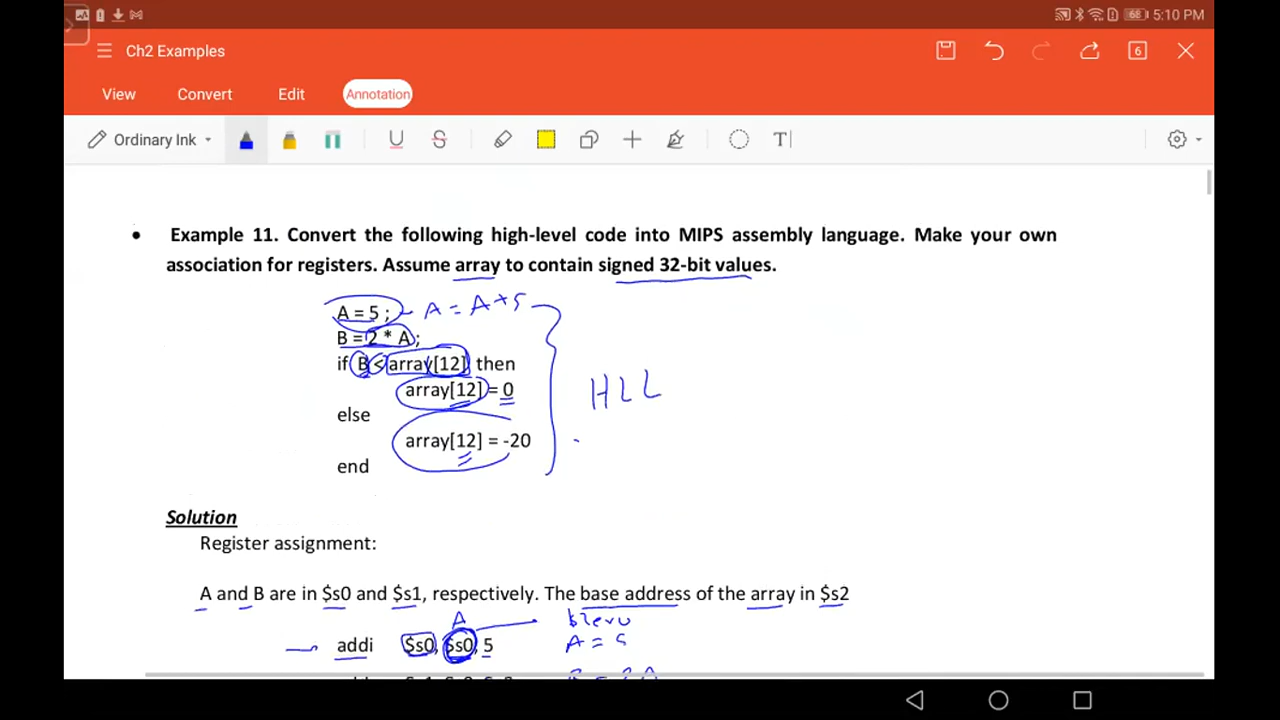 68 5:10 PM
Ch2 Examples
6
View Convert Edit Annotation
Ordinary Ink T
Example 11. Convert the following high-level code into MIPS assembly language. Make your own
association for registers. Assume array to contain signed 32-bit values.
A = 5 ; A = A + 5
B = 2 * A ;
if B < array[12] then
array[12] = 0 HLL
else
array[12] = -20
end
Solution
Register assignment:
A and B are in $s0 and $s1, respectively. The base address of the array in $s2
A $zero
addi $s0, $s0, 5 A = 5